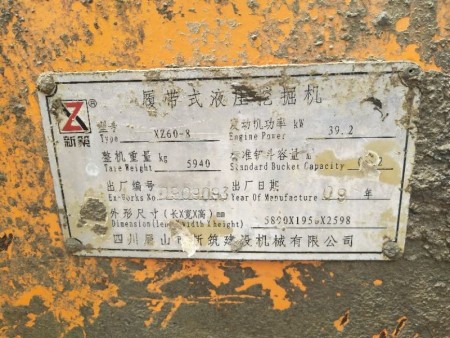 履带式液压挖掘机
新筑®
型号 Type XZ60-8
发动机功率 kW Engine Power 39.2
整机重量 kg Tate Weight 5940
标准铲斗容量 Standard Bucket Capacity
出厂编号 Ex-Works No
出厂日期 Year Of Manufacture 09 年
外形尺寸（长X宽X高）mm
Dimension(length width X height) X2598
四川眉山市新筑建设机械有限公司